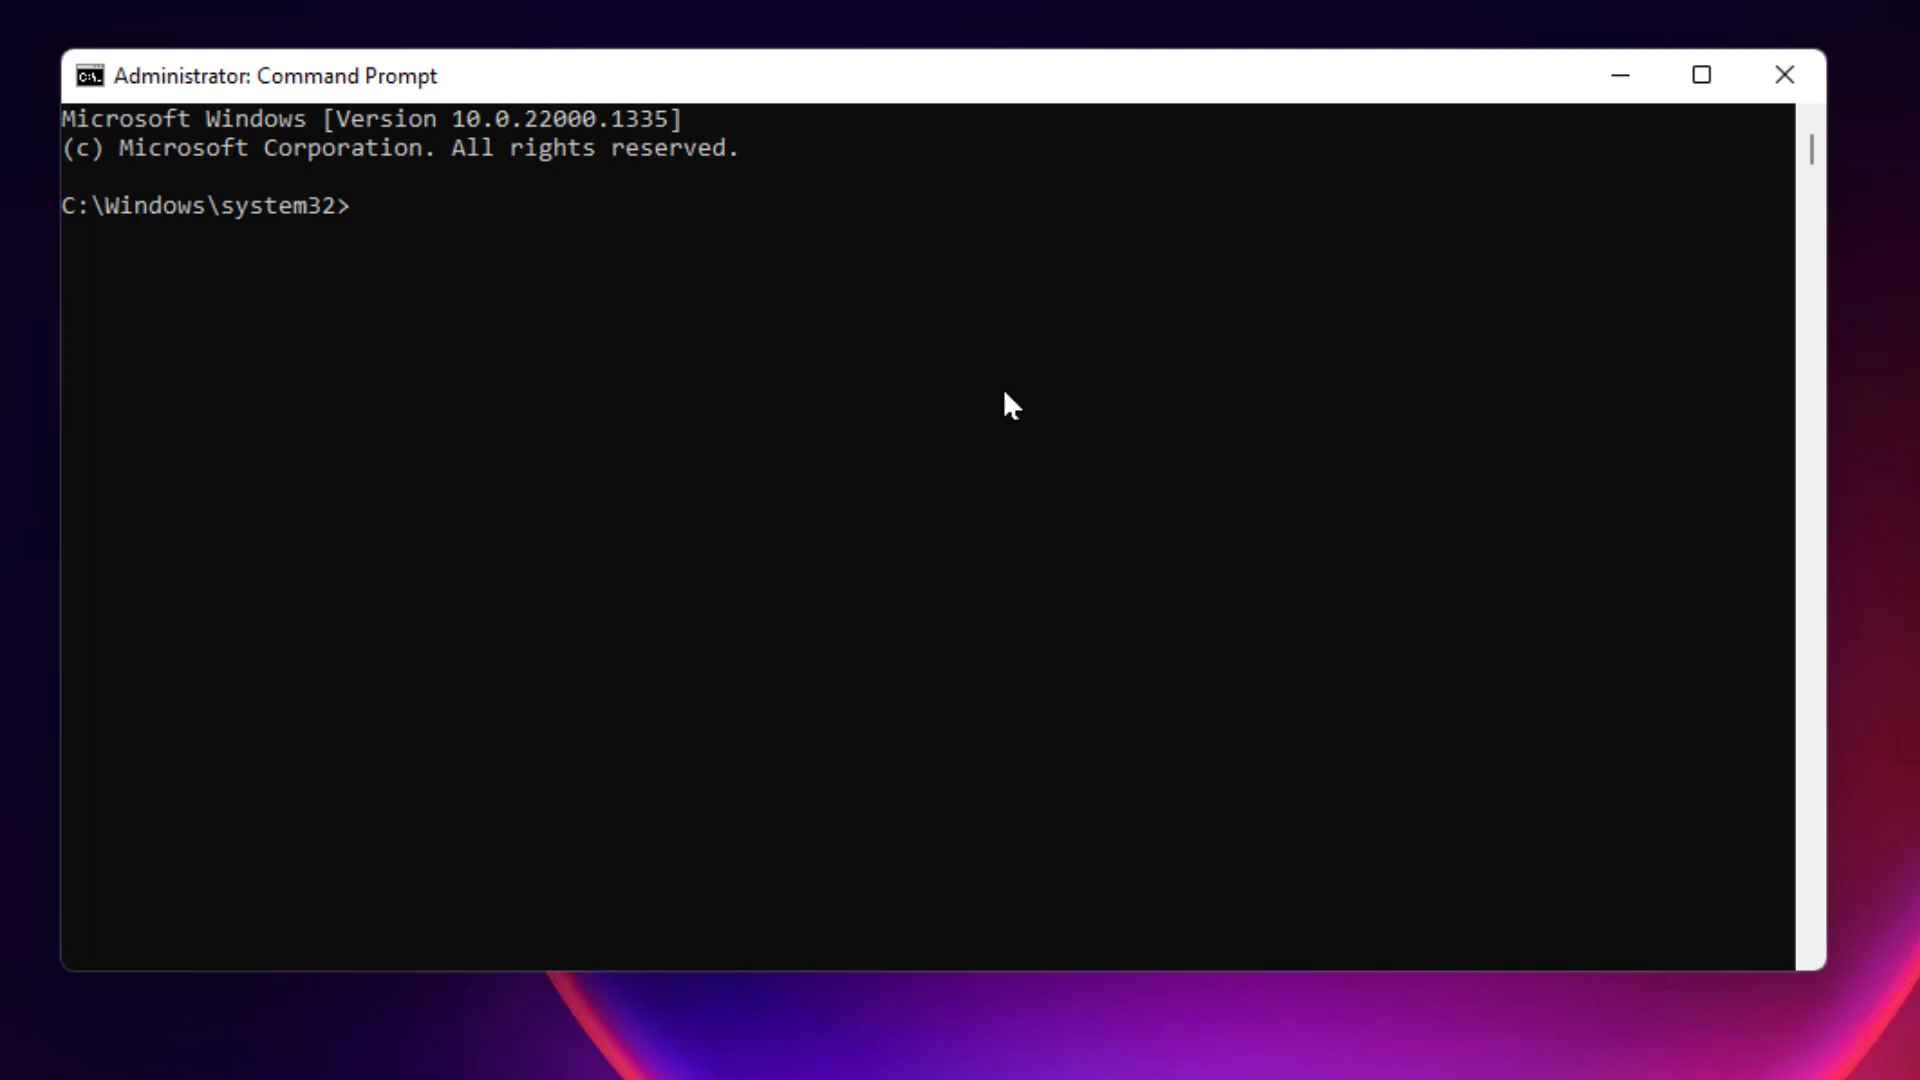 Administrator: Command Prompt
Microsoft Windows [Version 10.0.22000.1335]
(c) Microsoft Corporation. All rights reserved.
C:\Windows\system32>